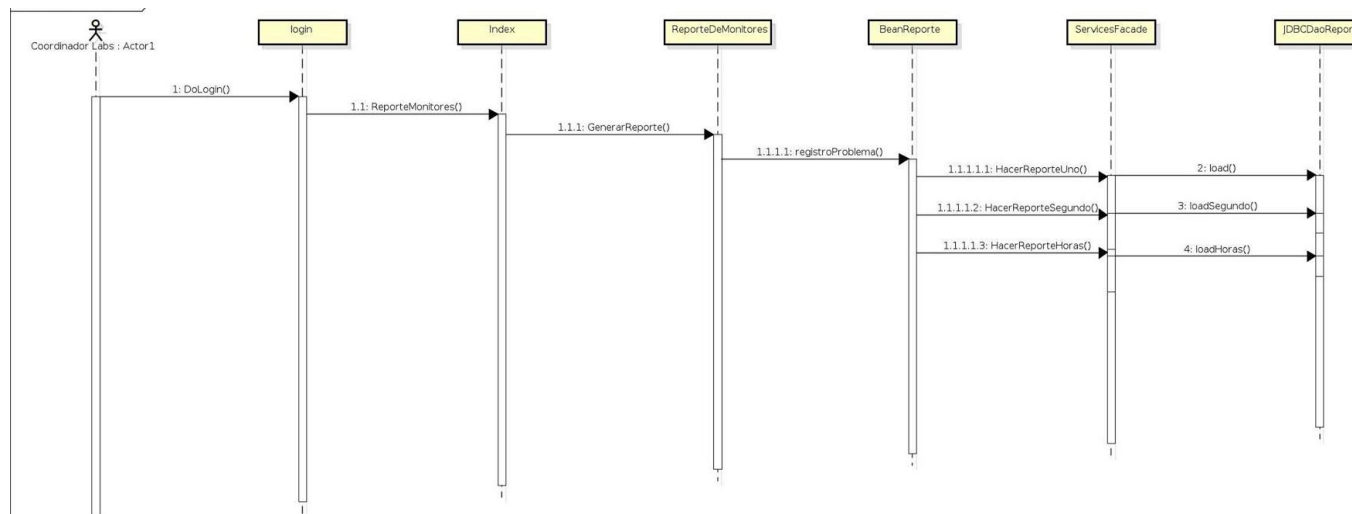 login
Index
ReporteDeMonitores
BeanReporte
ServicesFacade
Coordinador Labs : Actor1
1: DoLogin()
1.1: ReporteMonitores()
1.1.1: GenerarReporte()
1.1.1.1: registroProblema()
1.1.1.1.1: HacerReporteUno()
2: load()
1.1.1.1.2: HacerReporteSegundo()
3: loadSegundo()
1.1.1.1.3: HacerReporteHoras()
4: loadHoras()